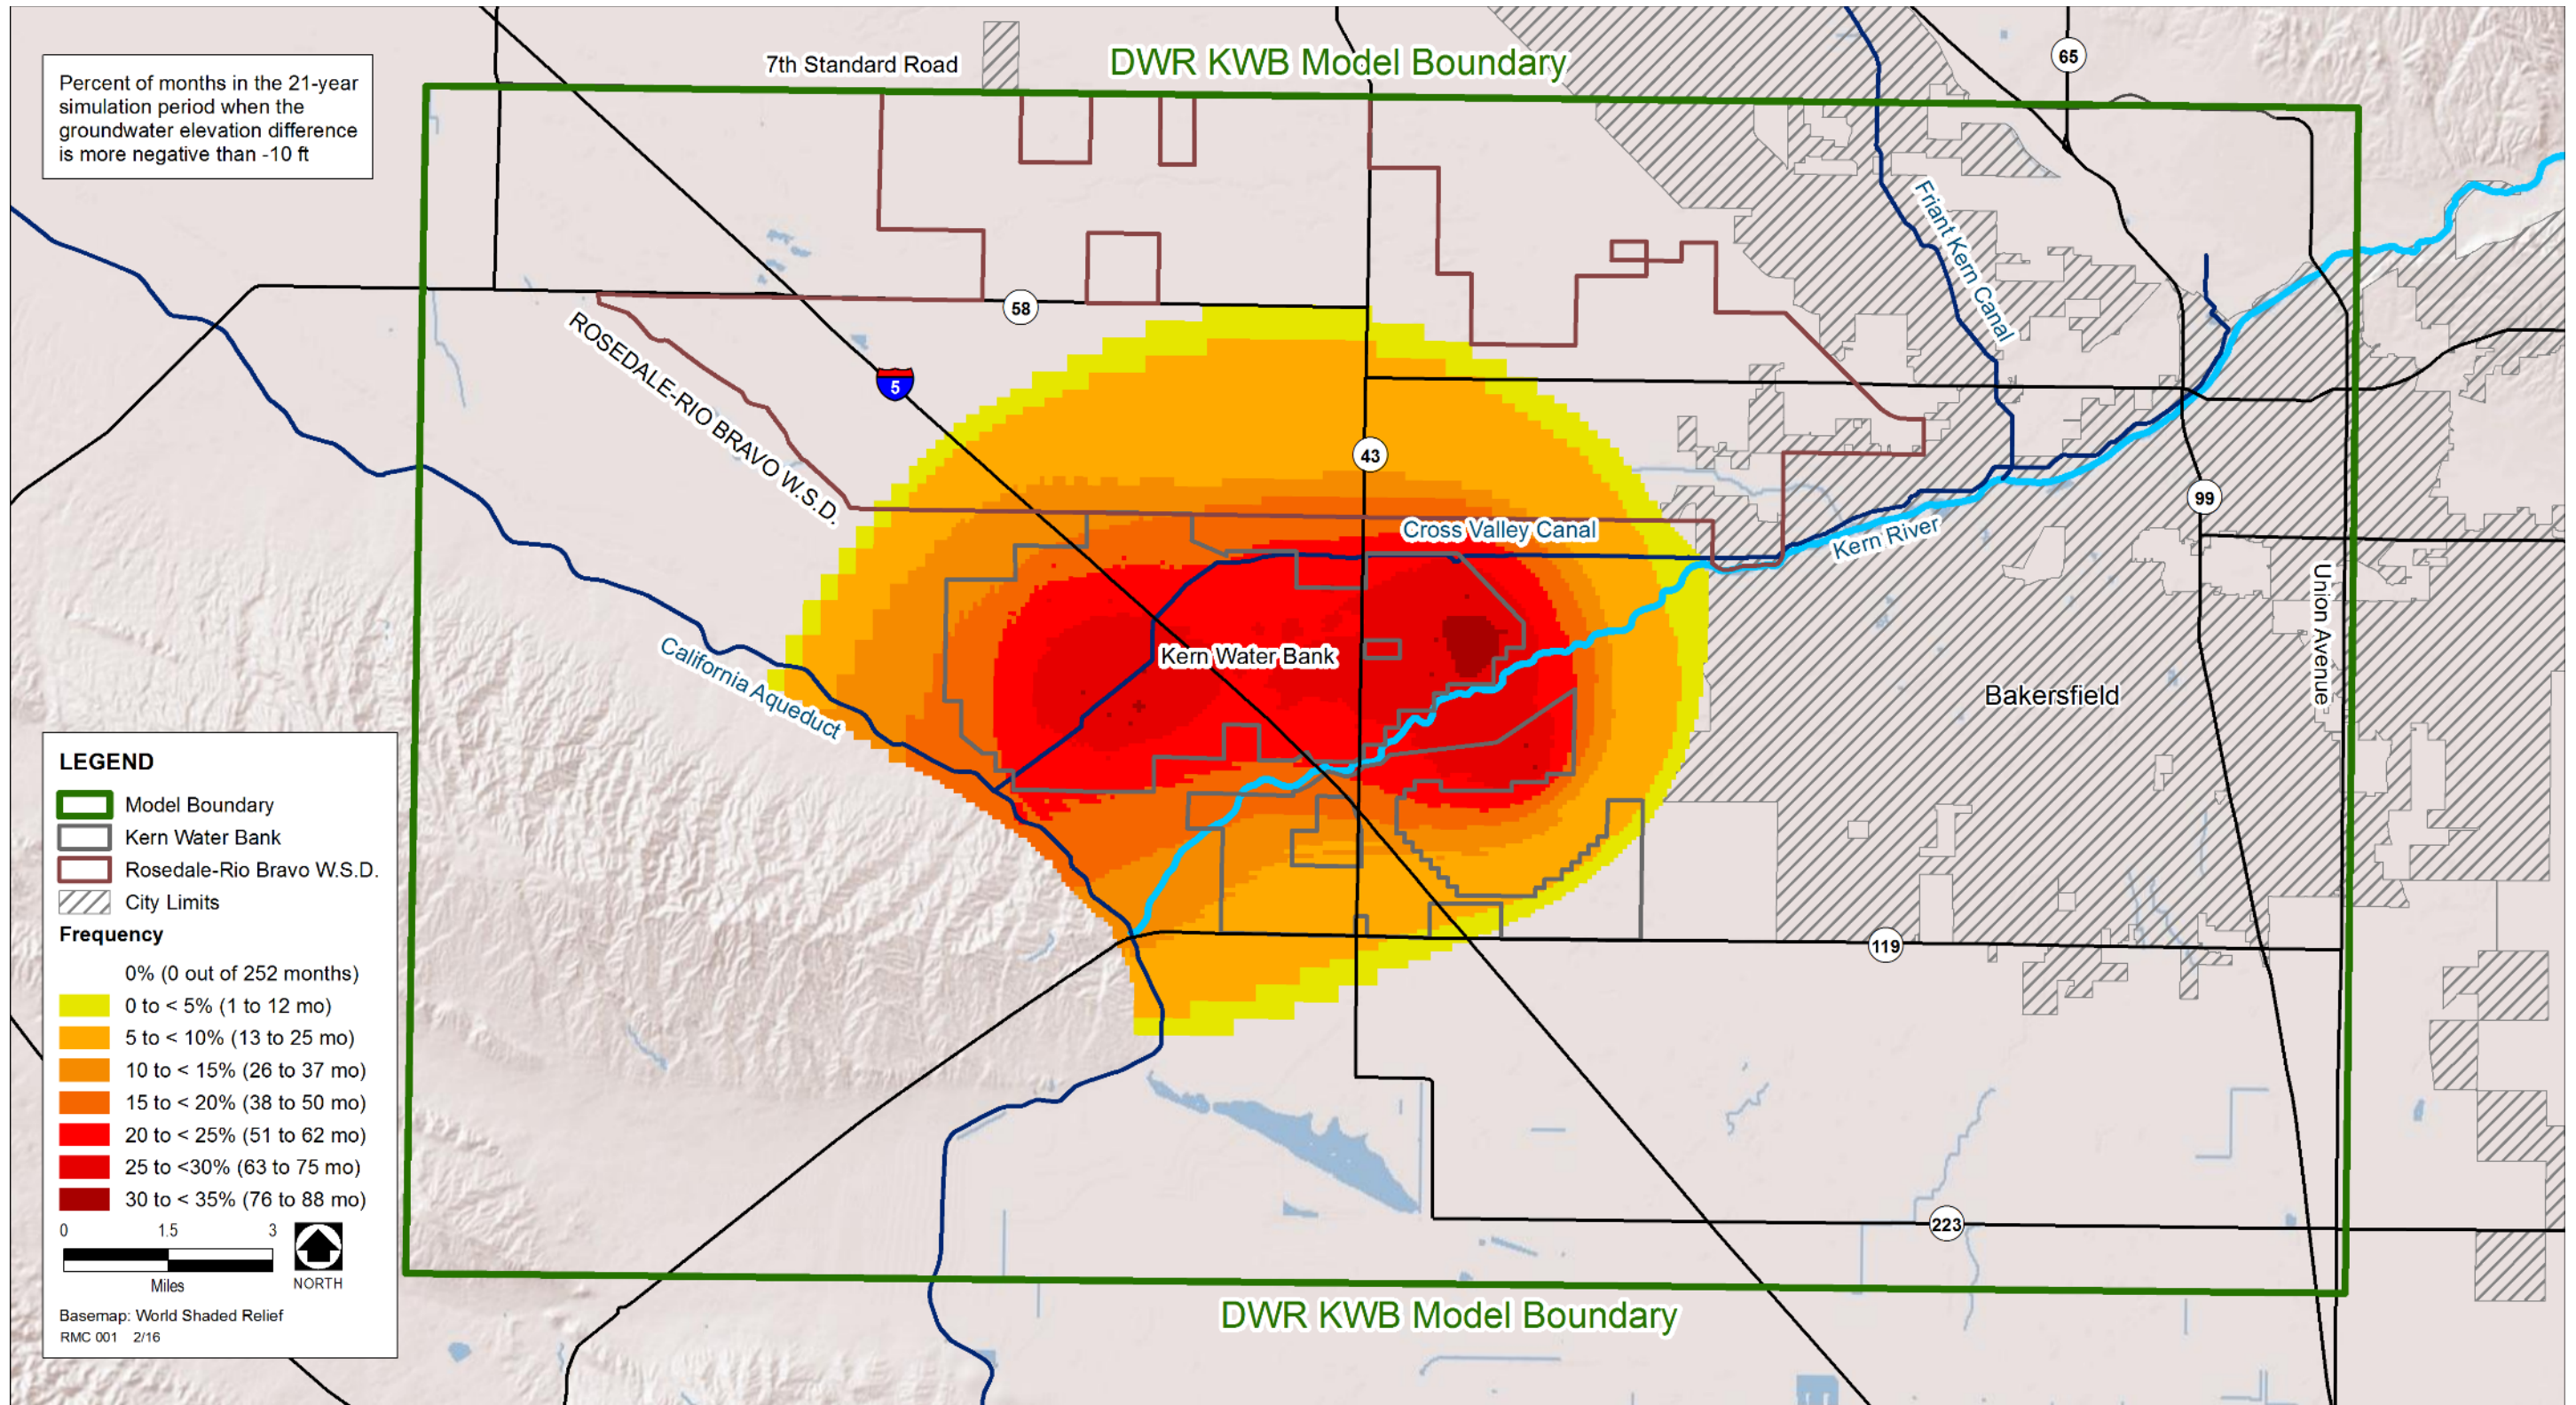 Percent of months in the 21-year
simulation period when the
groundwater elevation difference
is more negative than -10 ft
7th Standard Road
DWR KWB Model Boundary
65
Friant Kern Canal
58
ROSEDALE-RIO BRAVO W.S.D.
5
43
99
Cross Valley Canal
Kern River
Union Avenue
California Aqueduct
Kern Water Bank
Bakersfield
119
223
DWR KWB Model Boundary
LEGEND
Model Boundary
Kern Water Bank
Rosedale-Rio Bravo W.S.D.
City Limits
Frequency
0% (0 out of 252 months)
0 to < 5% (1 to 12 mo)
5 to < 10% (13 to 25 mo)
10 to < 15% (26 to 37 mo)
15 to < 20% (38 to 50 mo)
20 to < 25% (51 to 62 mo)
25 to <30% (63 to 75 mo)
30 to < 35% (76 to 88 mo)
0 1.5 3
Miles
NORTH
Basemap: World Shaded Relief
RMC 001 2/16